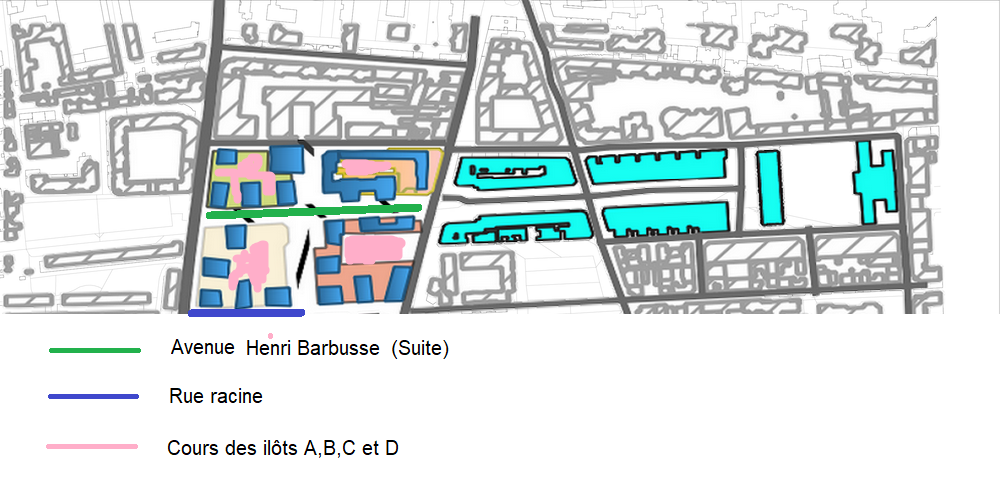 Avenue Henri Barbusse (Suite)
Rue racine
Cours des ilôts A,B,C et D